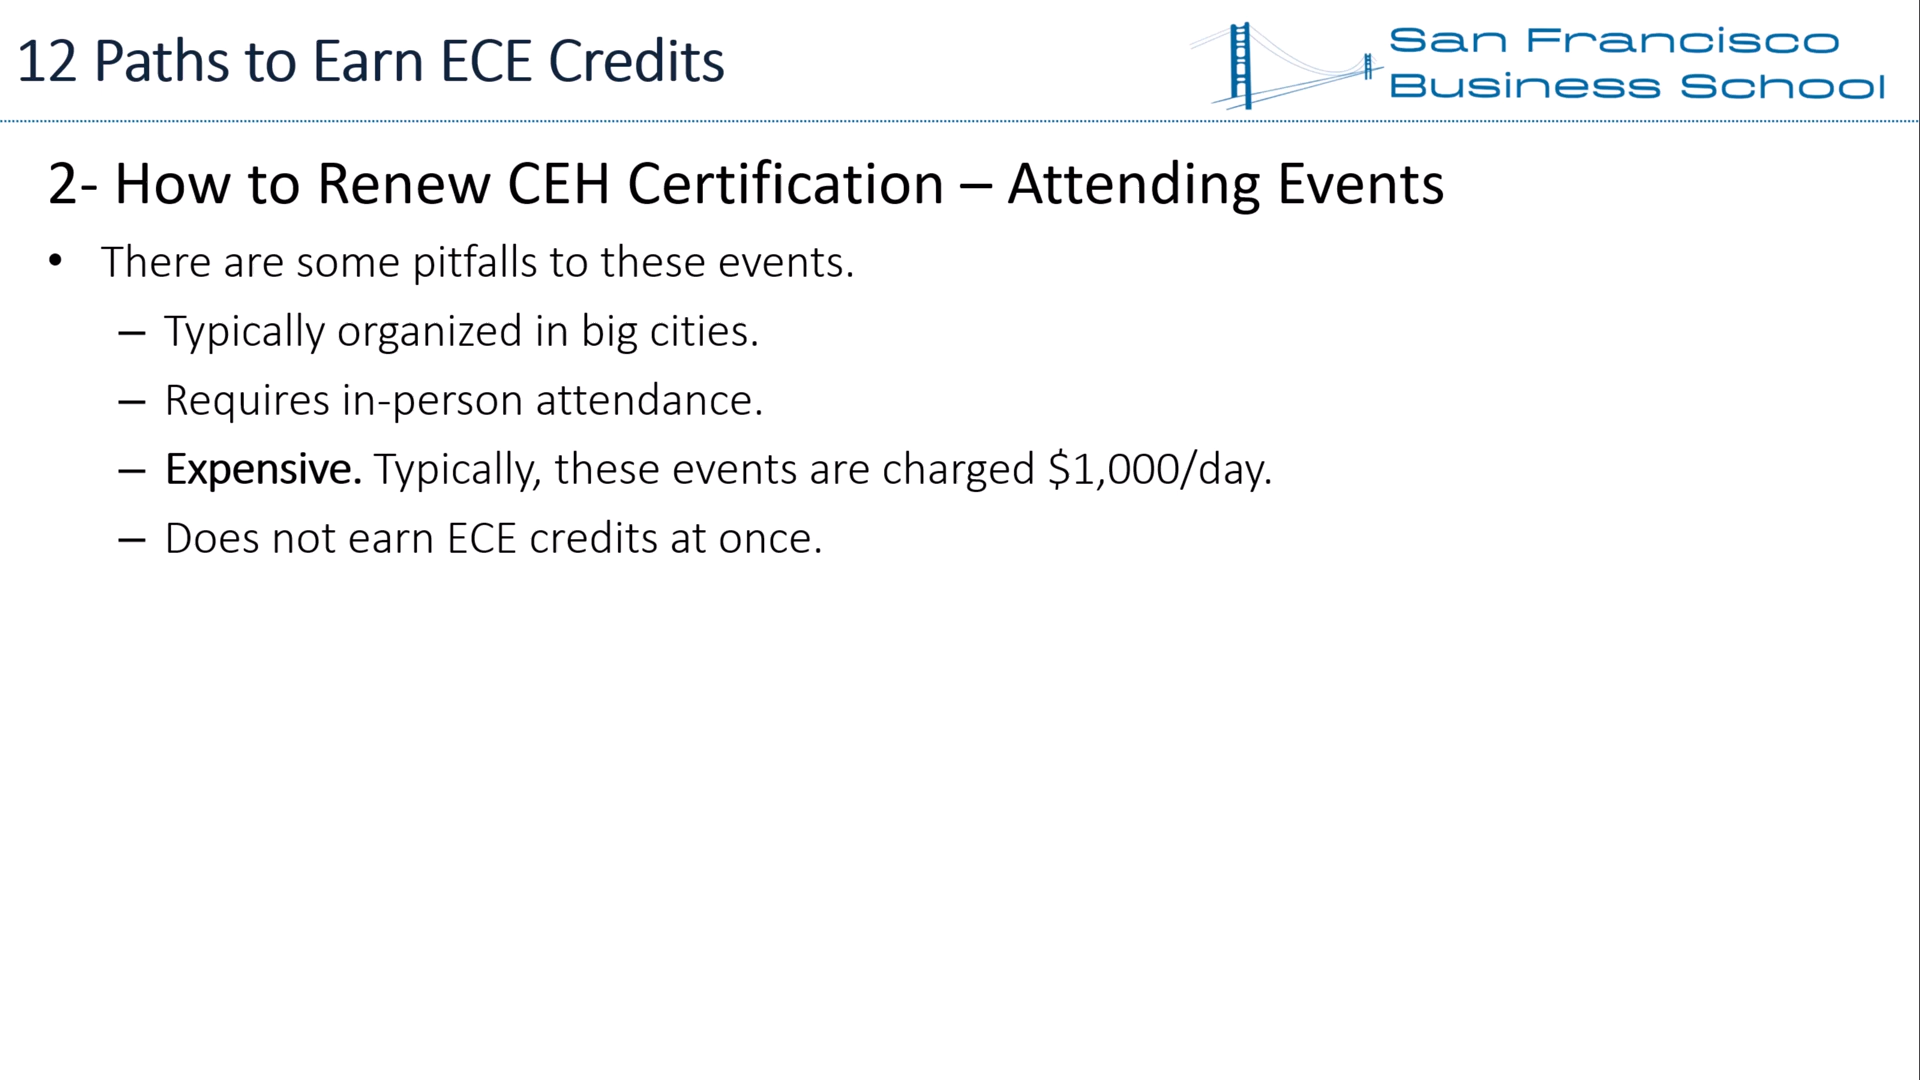 12 Paths to Earn ECE Credits
San Francisco
Business School
2- How to Renew CEH Certification – Attending Events
• There are some pitfalls to these events.
– Typically organized in big cities.
– Requires in-person attendance.
– Expensive. Typically, these events are charged $1,000/day.
– Does not earn ECE credits at once.